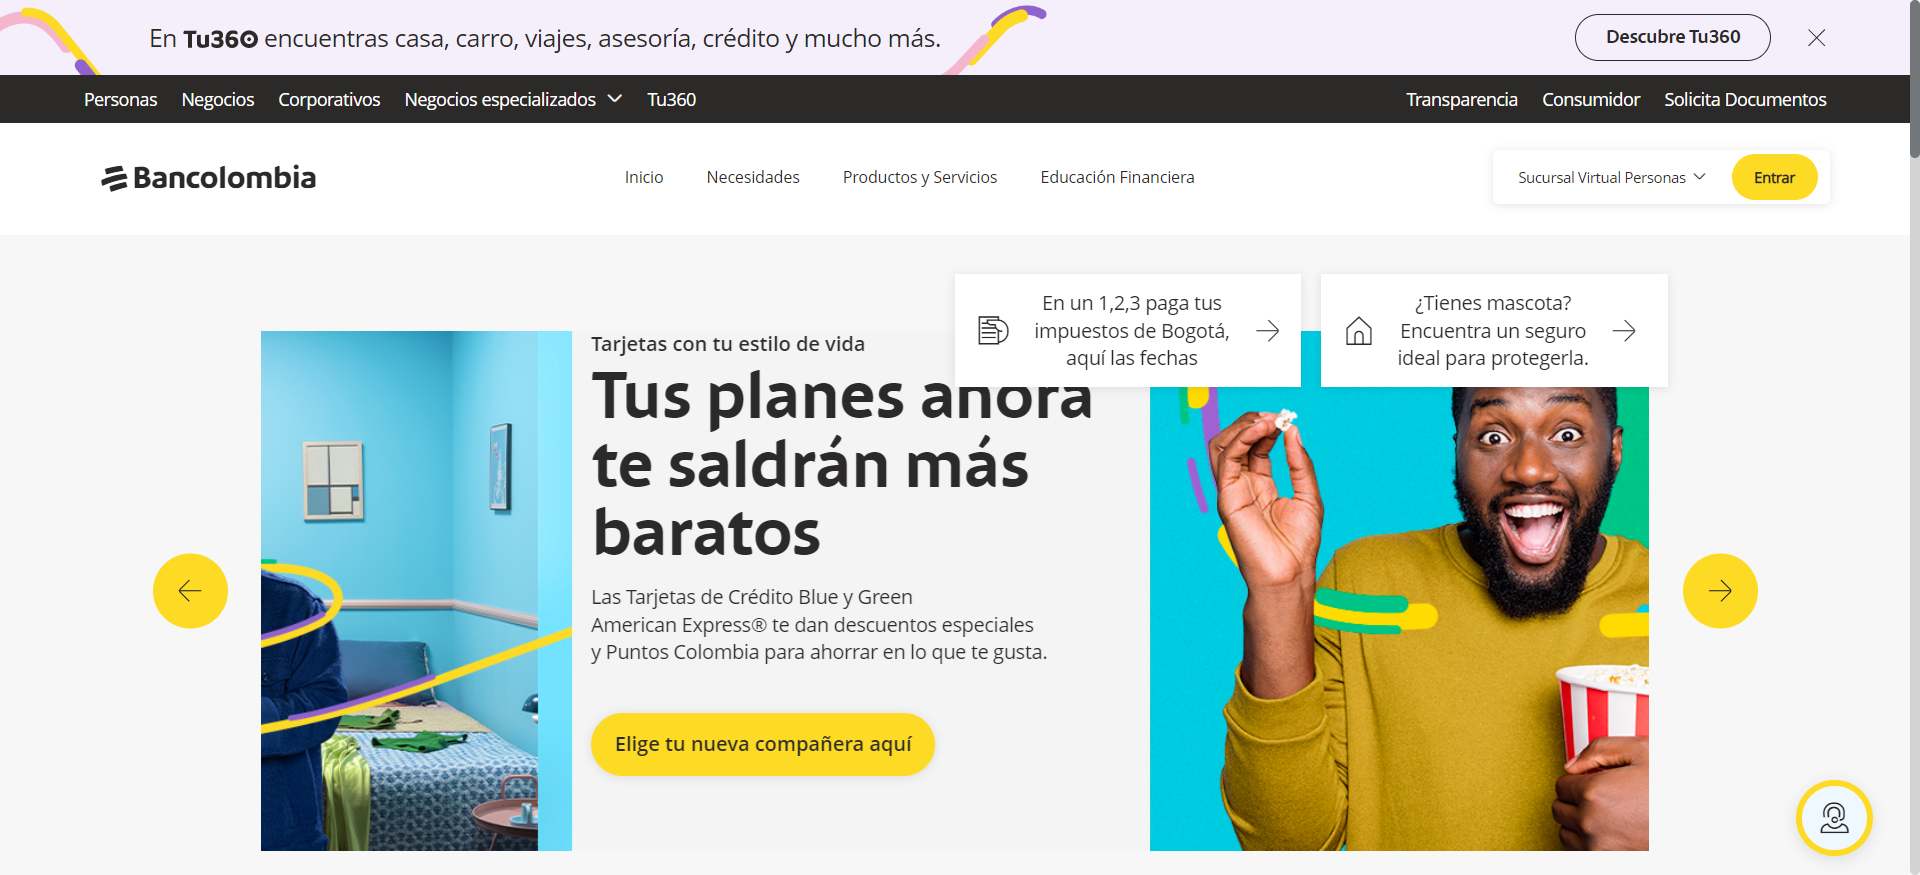 En Tu360 encuentras casa, carro, viajes, asesoría, crédito y mucho más.
Descubre Tu360
Personas Negocios Corporativos Negocios especializados Tu360
Transparencia Consumidor Solicita Documentos
Bancolombia
Inicio Necesidades Productos y Servicios Educación Financiera
Sucursal Virtual Personas Entrar
En un 1,2,3 paga tus
impuestos de Bogotá,
aquí las fechas
¿Tienes mascota?
Encuentra un seguro
ideal para protegerla.
Tarjetas con tu estilo de vida
Tus planes ahora
te saldrán más
baratos
Las Tarjetas de Crédito Blue y Green
American Express® te dan descuentos especiales
y Puntos Colombia para ahorrar en lo que te gusta.
Elige tu nueva compañera aquí